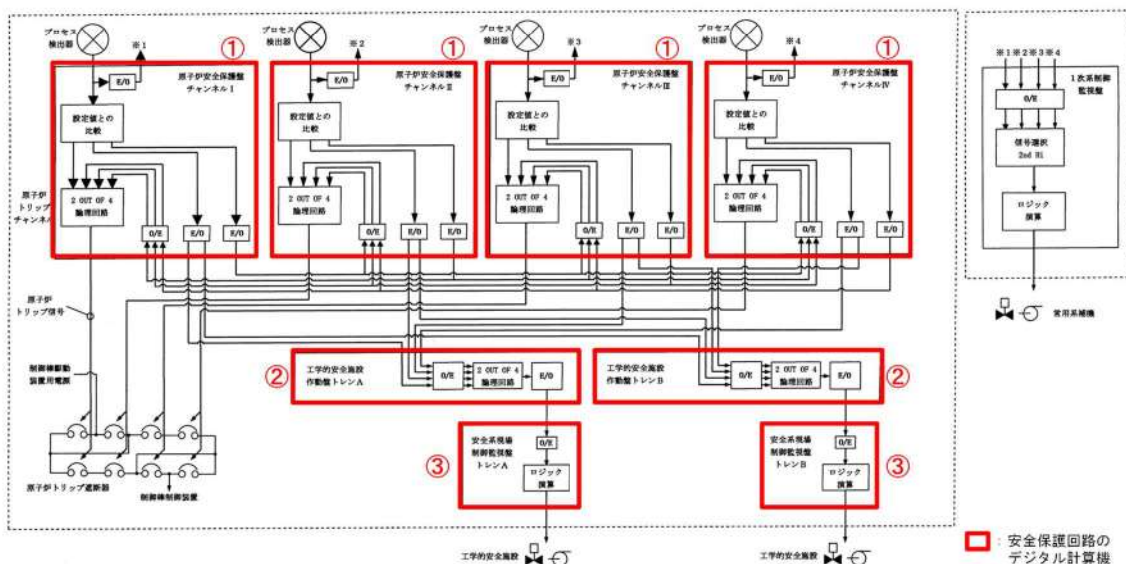 プロセス
検出器
※1
①
E/O
原子炉安全保護盤
チャンネルⅠ
設定値との
比較
原子炉
トリップ
チャンネル
2 OUT OF 4
論理回路
O/E
E/O
E/O
プロセス
検出器
※2
①
E/O
原子炉安全保護盤
チャンネルⅡ
設定値との
比較
2 OUT OF 4
論理回路
O/E
E/O
E/O
プロセス
検出器
※3
①
E/O
原子炉安全保護盤
チャンネルⅢ
設定値との
比較
2 OUT OF 4
論理回路
O/E
E/O
E/O
プロセス
検出器
※4
①
E/O
原子炉安全保護盤
チャンネルⅣ
設定値との
比較
2 OUT OF 4
論理回路
O/E
E/O
E/O
※1 ※2 ※3 ※4
1次系制御
監視盤
O/E
信号選択
2nd Hi
ロジック
演算
常用系補機
原子炉
トリップ信号
制御棒駆動
装置用電源
原子炉トリップ遮断器
制御棒制御装置
②
工学的安全施設
作動盤トレンA
O/E
2 OUT OF 4
論理回路
E/O
工学的安全施設
作動盤トレンB
O/E
2 OUT OF 4
論理回路
E/O
②
③
安全系現場
制御監視盤
トレンA
O/E
ロジック
演算
工学的安全施設
安全系現場
制御監視盤
トレンB
O/E
ロジック
演算
③
工学的安全施設
：安全保護回路の
デジタル計算機